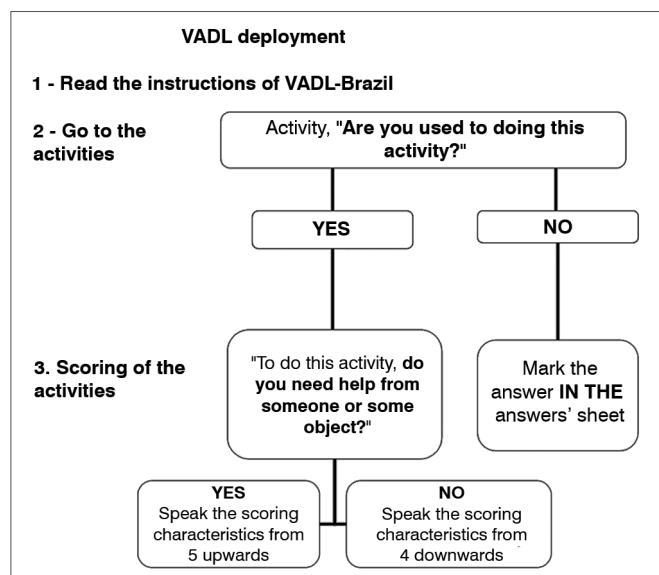 VADL deployment
1 - Read the instructions of VADL-Brazil
2 - Go to the
activities
Activity, "Are you used to doing this
activity?"
YES
NO
3. Scoring of the
activities
"To do this activity, do
you need help from
someone or some
object?"
Mark the
answer IN THE
answers' sheet
YES
Speak the scoring
characteristics from
5 upwards
NO
Speak the scoring
characteristics from
4 downwards